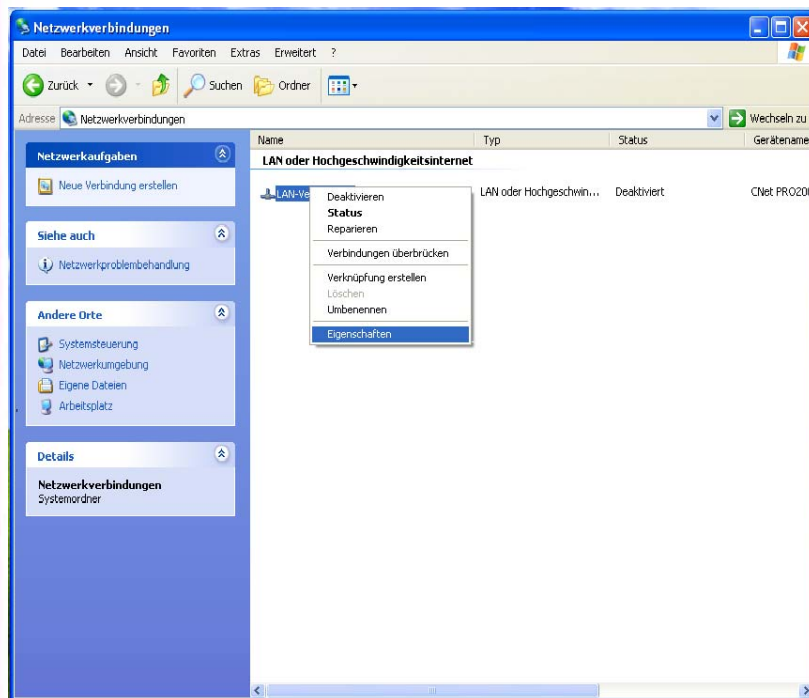 Netzwerkverbindungen
Datei Bearbeiten Ansicht Favoriten Extras Erweitert ?
Zurück Suchen Ordner
Adresse Netzwerkverbindungen Wechseln zu
Netzwerkaufgaben
Neue Verbindung erstellen
Siehe auch
Netzwerkproblembehandlung
Andere Orte
Systemsteuerung
Netzwerkumgebung
Eigene Dateien
Arbeitsplatz
Details
Netzwerkverbindungen
Systemordner
Name Typ Status Gerätename
LAN oder Hochgeschwindigkeitsinternet
LAN-Ve LAN oder Hochgeschwin... Deaktiviert CNet PRO200
Deaktivieren
Status
Reparieren
Verbindungen überbrücken
Verknüpfung erstellen
Löschen
Umbenennen
Eigenschaften